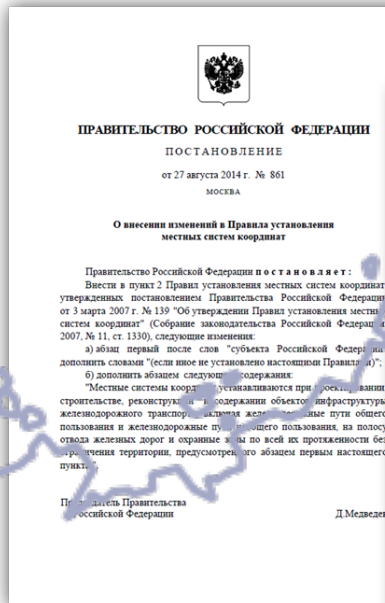 ПРАВИТЕЛЬСТВО РОССИЙСКОЙ ФЕДЕРАЦИИ
ПОСТАНОВЛЕНИЕ
от 27 августа 2014 г. № 861
МОСКВА
О внесении изменений в Правила установления
местных систем координат
Правительство Российской Федерации постановляет:
Внести в пункт 2 Правил установления местных систем координат
утвержденных постановлением Правительства Российской Федерации
от 3 марта 2007 г. № 139 "Об утверждении Правил установления местных
систем координат" (Собрание законодательства Российской Федерации
2007, № 11, ст. 1330), следующие изменения:
а) абзац первый после слов "субъекта Российской Федерации"
дополнить словами "(если иное не установлено настоящими Правилами)";
б) дополнить абзацем следующего содержания:
"Местные системы координат устанавливаются при проектировании
строительстве, реконструкции и содержании объектов инфраструктуры
железнодорожного транспорта, включая железнодорожные пути общего
пользования и железнодорожные пути необщего пользования, на полосу
отвода железных дорог и охранные зоны по всей их протяженности без
ограничения территории, предусмотренного абзацем первым настоящего
пункта.".
Председатель Правительства
Российской Федерации
Д.Медведев